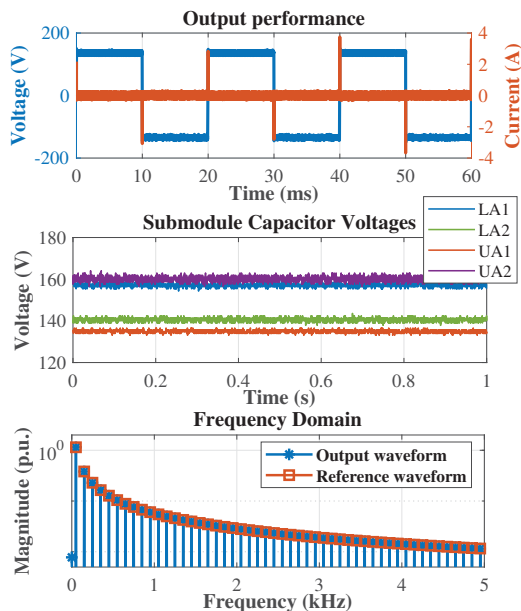 Output performance
200
0
-200
Voltage (V)
4
2
0
-2
-4
Current (A)
0 10 20 30 40 50 60
Time (ms)
LA1
LA2
UA1
UA2
Submodule Capacitor Voltages
180
160
140
120
Voltage (V)
0 0.2 0.4 0.6 0.8 1
Time (s)
Frequency Domain
10^0
Magnitude (p.u.)
Output waveform
Reference waveform
0 1 2 3 4 5
Frequency (kHz)